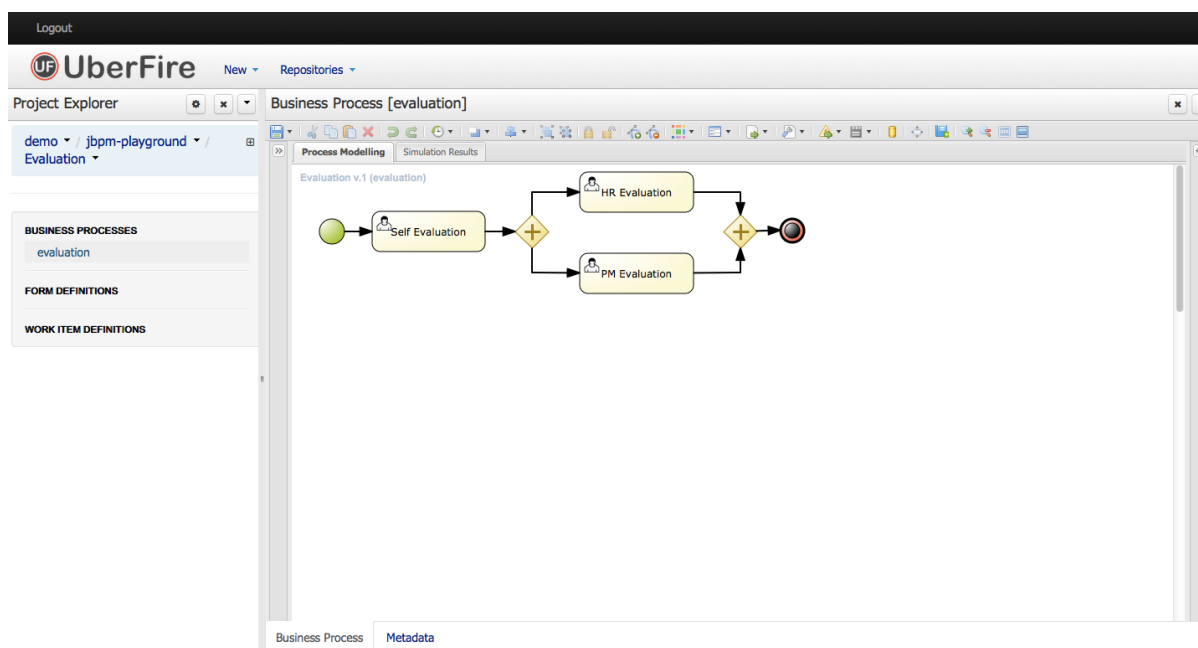 Logout
UF UberFire New Repositories
Project Explorer
Business Process [evaluation]
demo / jbpm-playground /
Evaluation
Process Modelling Simulation Results
Evaluation v.1 (evaluation)
HR Evaluation
Self Evaluation
PM Evaluation
BUSINESS PROCESSES
evaluation
FORM DEFINITIONS
WORK ITEM DEFINITIONS
Business Process Metadata